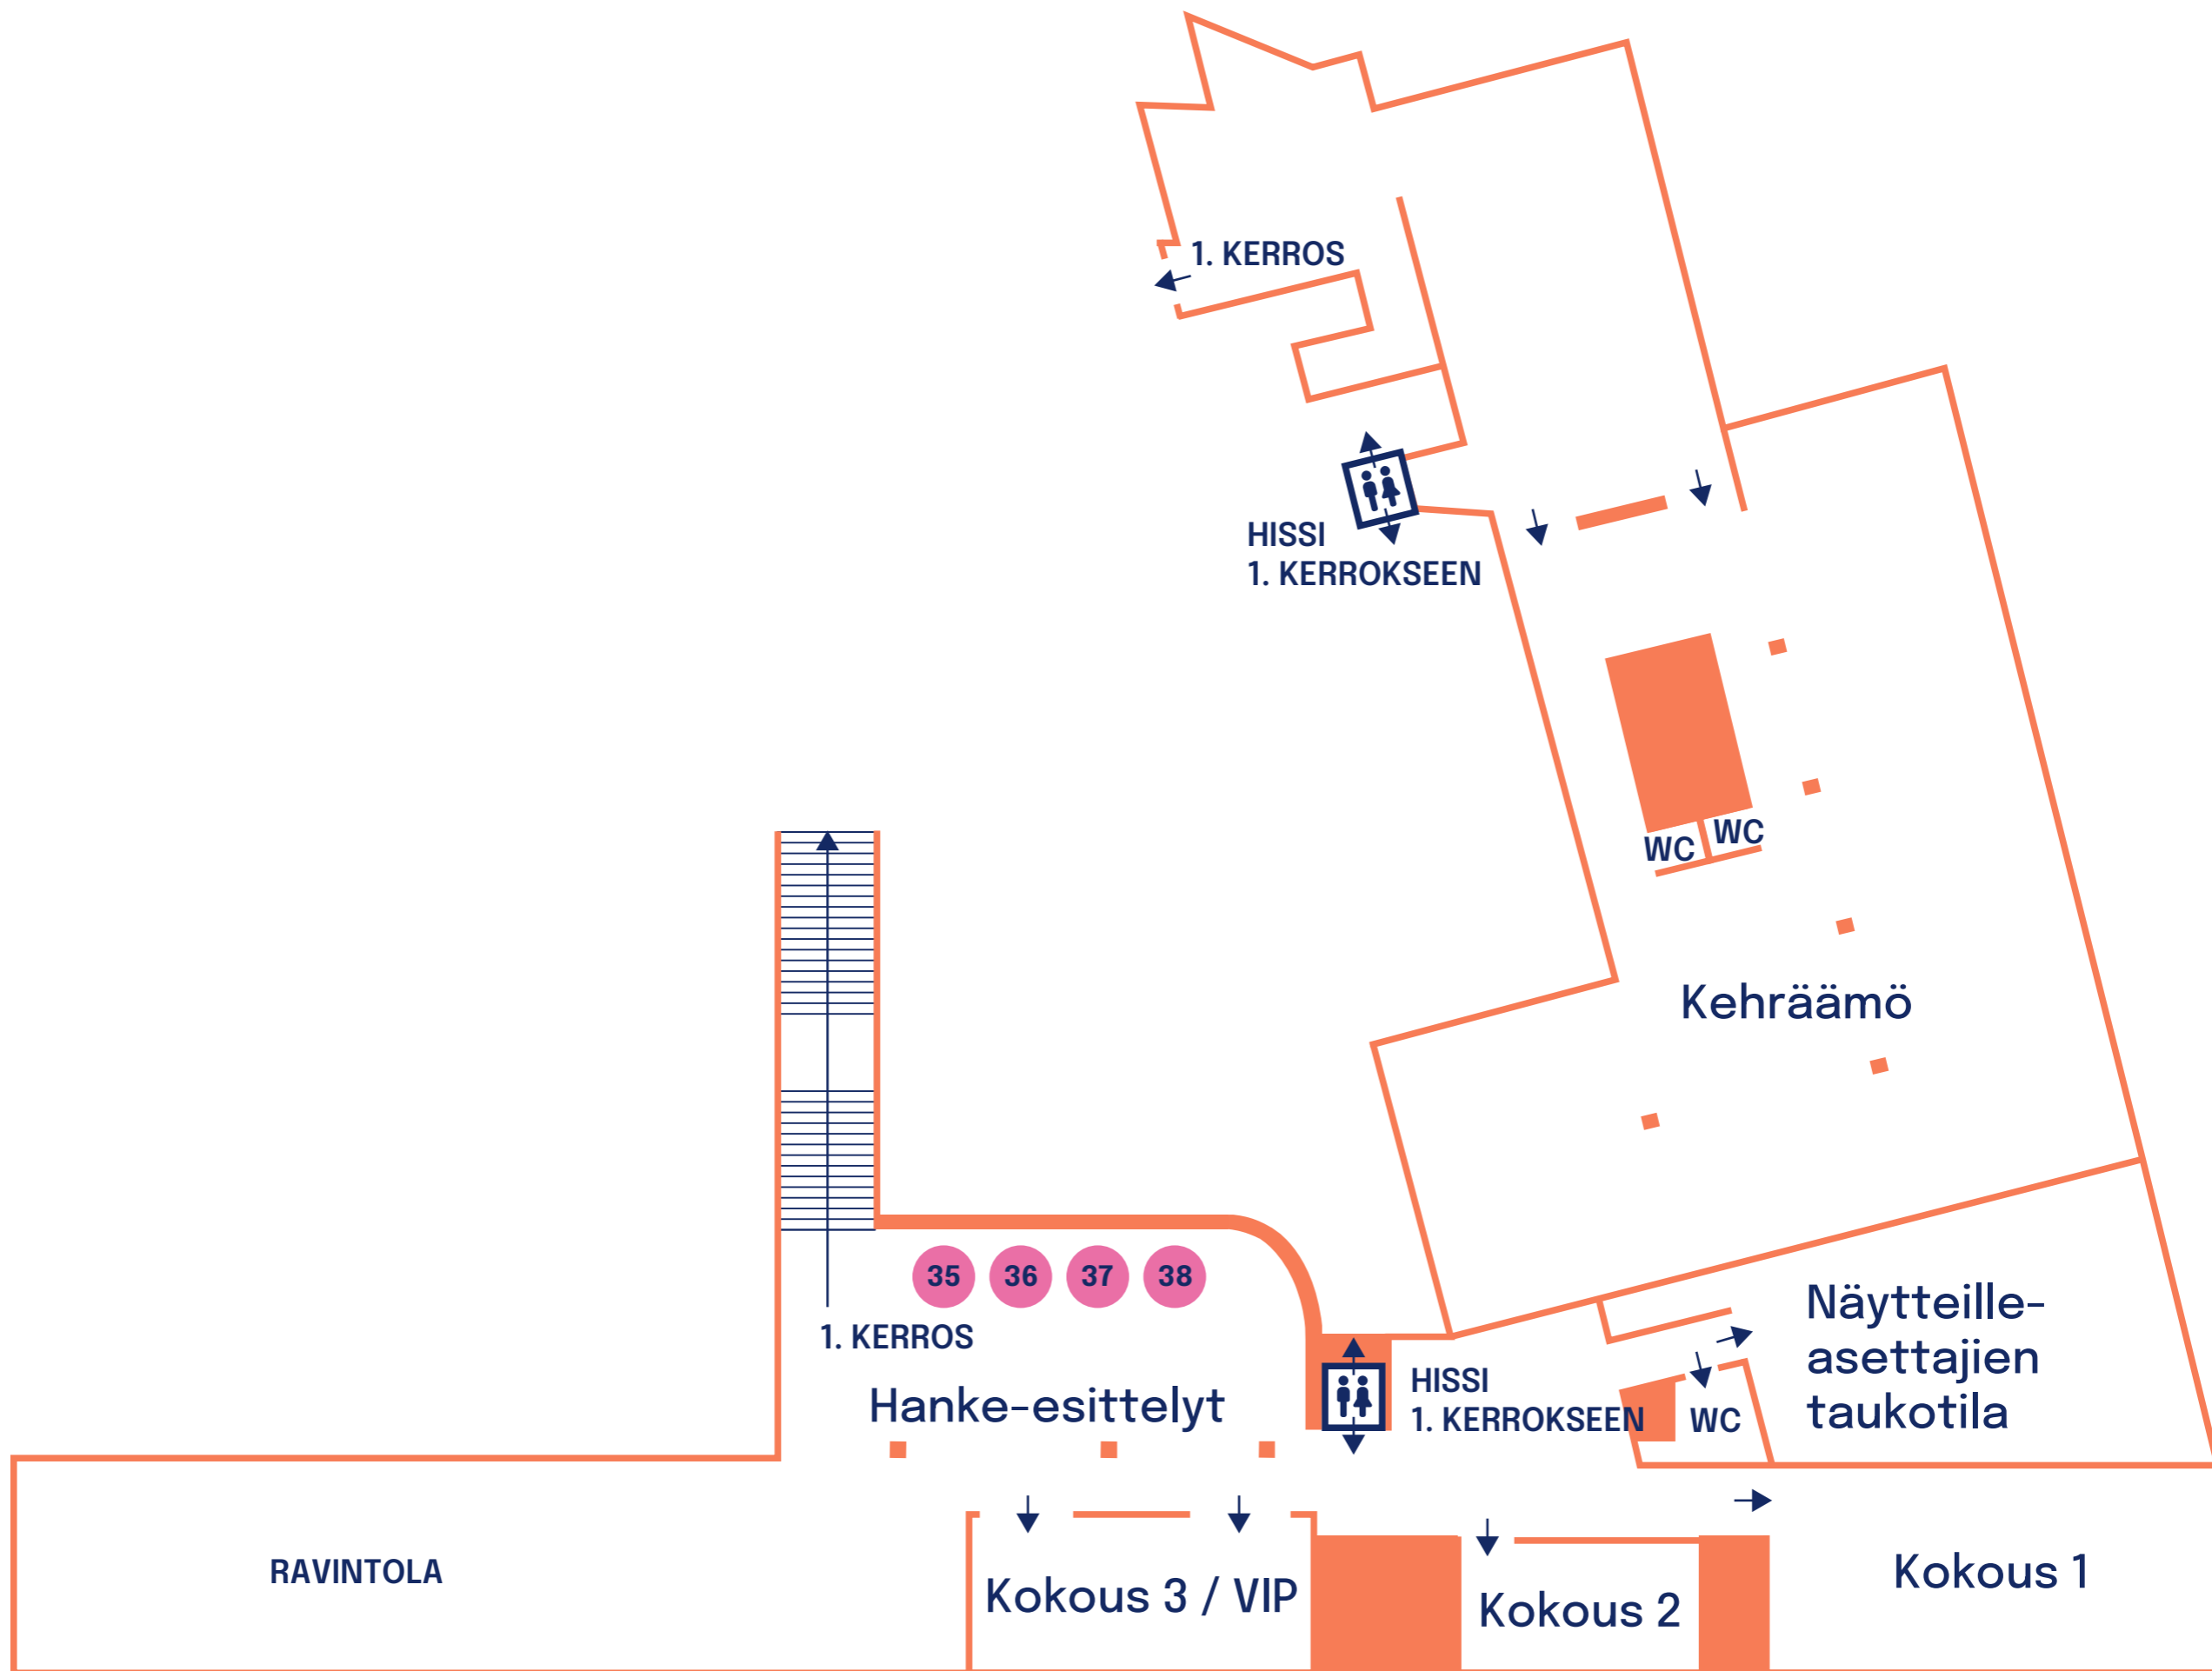 1. KERROS
HISSI
1. KERROKSEEN
WC
WC
Kehräämö
35 36 37 38
1. KERROS
Hanke-esittelyt
HISSI
1. KERROKSEEN
WC
Näytteille-
asettajien
taukotila
RAVINTOLA
Kokous 3 / VIP
Kokous 2
Kokous 1